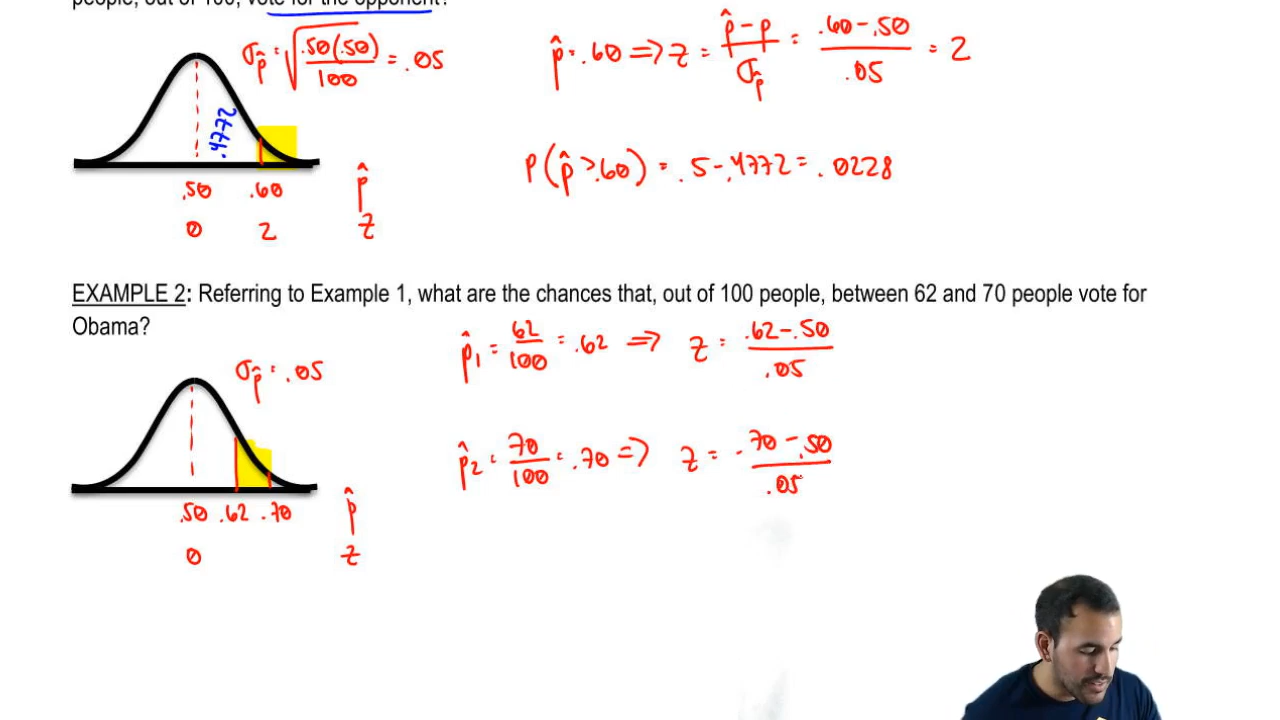 people, out of 100, vote for the opponent?
σp̂ = √.50(.50)/100 = .05
p̂ = .60 ⇒ z = p̂ - p/σp̂ = .60 - .50/.05 = 2
.4772
P(p̂ > .60) = .5 - .4772 = .0228
.50 .60 p̂
0 2 z
EXAMPLE 2: Referring to Example 1, what are the chances that, out of 100 people, between 62 and 70 people vote for
Obama?
p̂1 = 62/100 = .62 ⇒ z = .62 - .50/.05
σp̂ = .05
p̂2 = 70/100 = .70 ⇒ z = .70 - .50/.05
.50 .62 .70 p̂
0 z